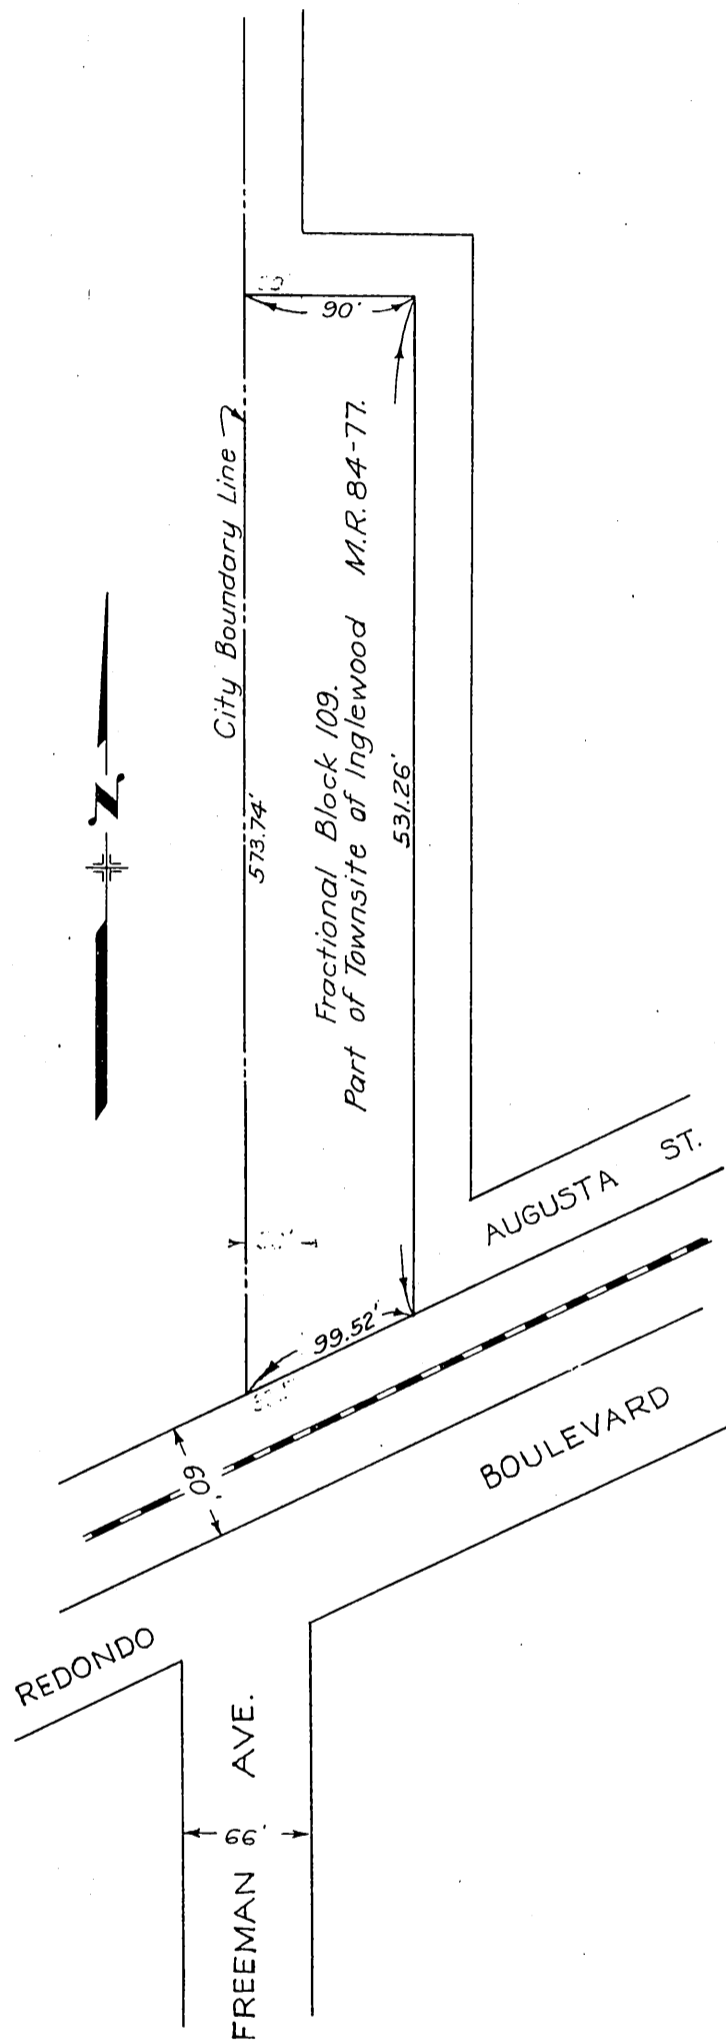 90'
City Boundary Line
573.74'
Fractional Block 109.
Part of Townsite of Inglewood M.R. 84-77.
531.26'
N
AUGUSTA ST.
99.52'
60'
REDONDO BOULEVARD
FREEMAN AVE.
66'